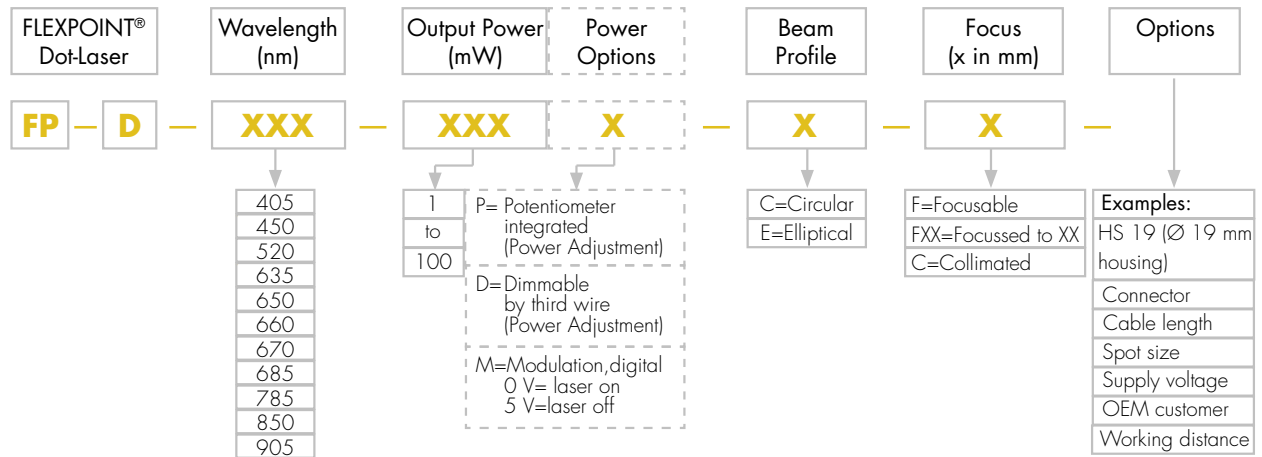 FLEXPOINT®
Dot-Laser
Wavelength
(nm)
Output Power
(mW)
Power
Options
Beam
Profile
Focus
(x in mm)
Options
FP — D — XXX — XXX X — X — X —
405
450
520
635
650
660
670
685
785
850
905
1
to
100
P= Potentiometer
integrated
(Power Adjustment)
D= Dimmable
by third wire
(Power Adjustment)
M=Modulation,digital
0 V= laser on
5 V=laser off
C=Circular
E=Elliptical
F=Focusable
FXX=Focussed to XX
C=Collimated
Examples:
HS 19 (Ø 19 mm
housing)
Connector
Cable length
Spot size
Supply voltage
OEM customer
Working distance